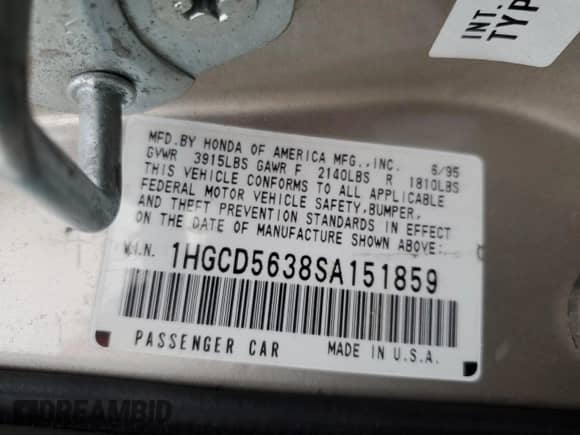 INT.
TYP
MFD.BY HONDA OF AMERICA MFG.,INC. 6/95
GVWR 3915LBS GAWR F 2140LBS R 1810LBS
THIS VEHICLE CONFORMS TO ALL APPLICABLE
FEDERAL MOTOR VEHICLE SAFETY,BUMPER,
AND THEFT PREVENTION STANDARDS IN EFFECT
ON THE DATE OF MANUFACTURE SHOWN ABOVE:
V.I.N. 1HGCD5638SA151859
PASSENGER CAR MADE IN U.S.A.
DREAMBID